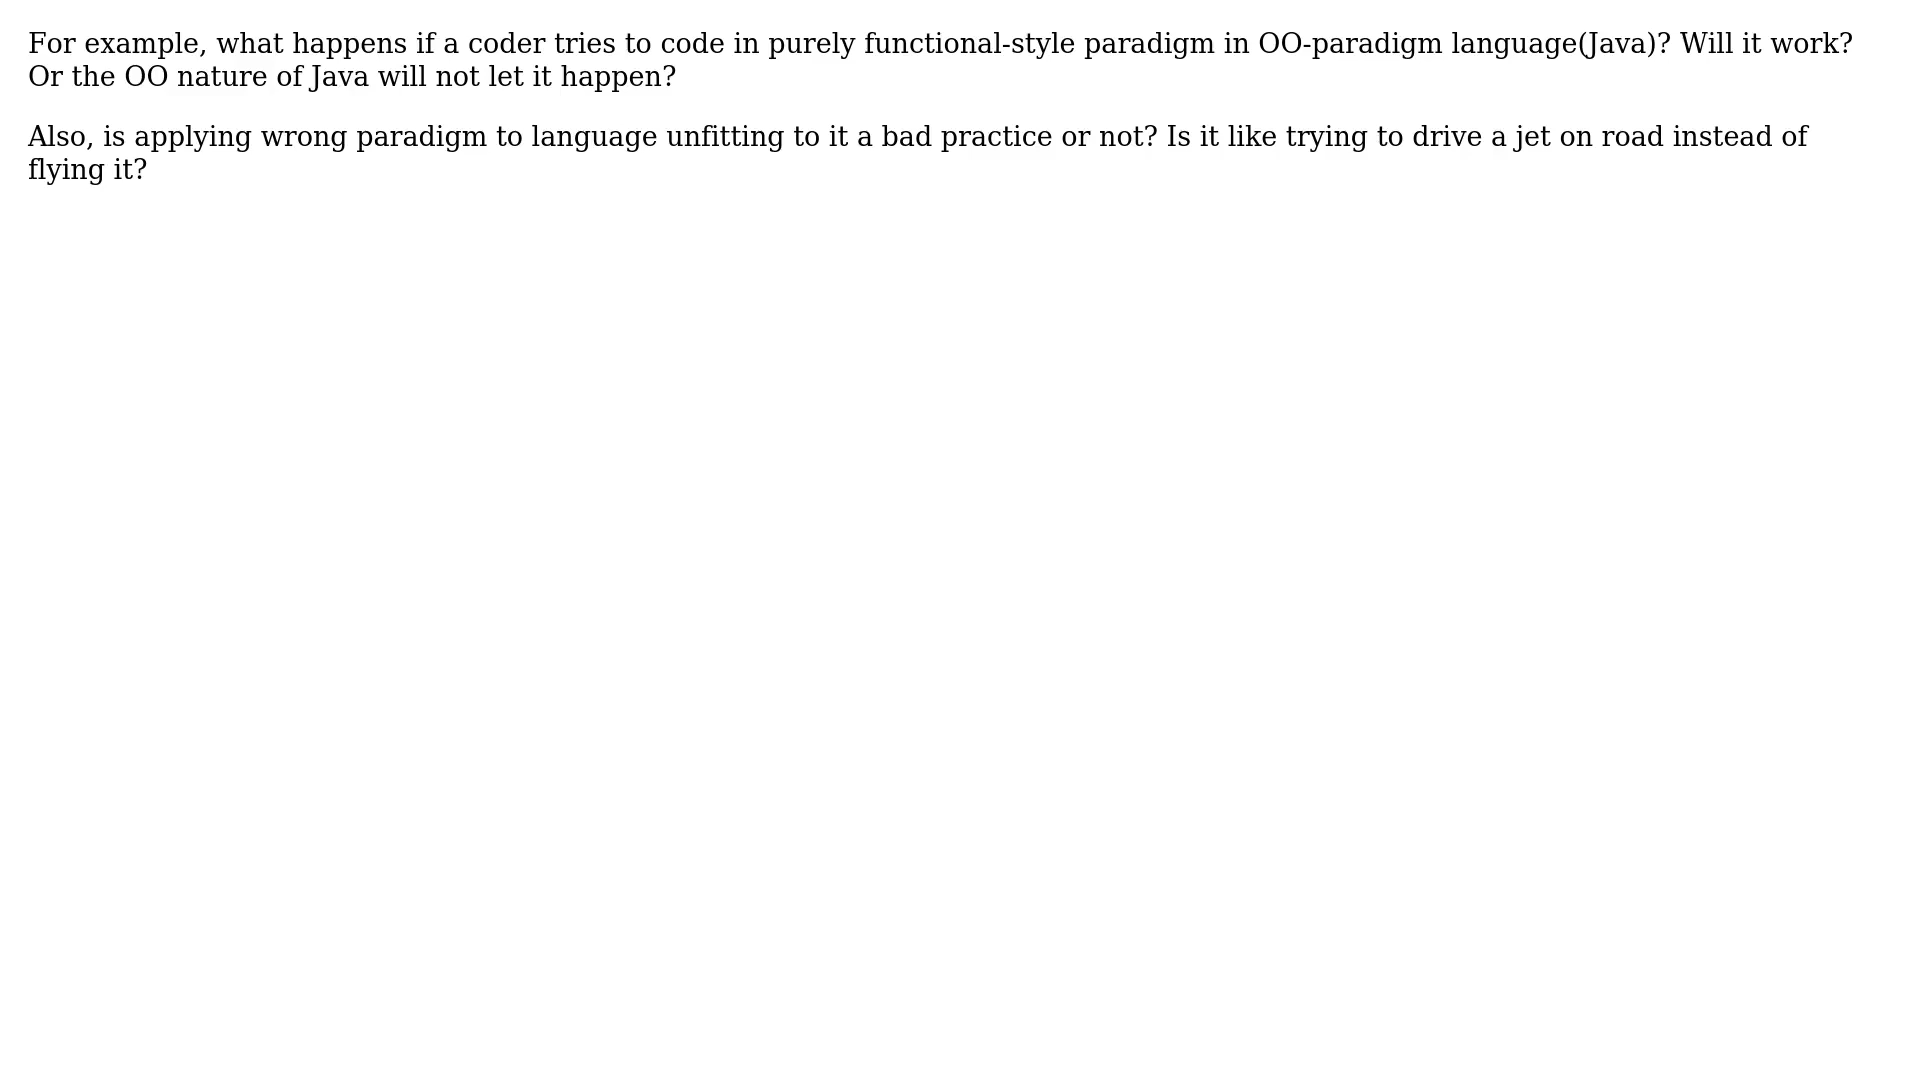 For example, what happens if a coder tries to code in purely functional-style paradigm in OO-paradigm language(Java)? Will it work?
Or the OO nature of Java will not let it happen?
Also, is applying wrong paradigm to language unfitting to it a bad practice or not? Is it like trying to drive a jet on road instead of
flying it?